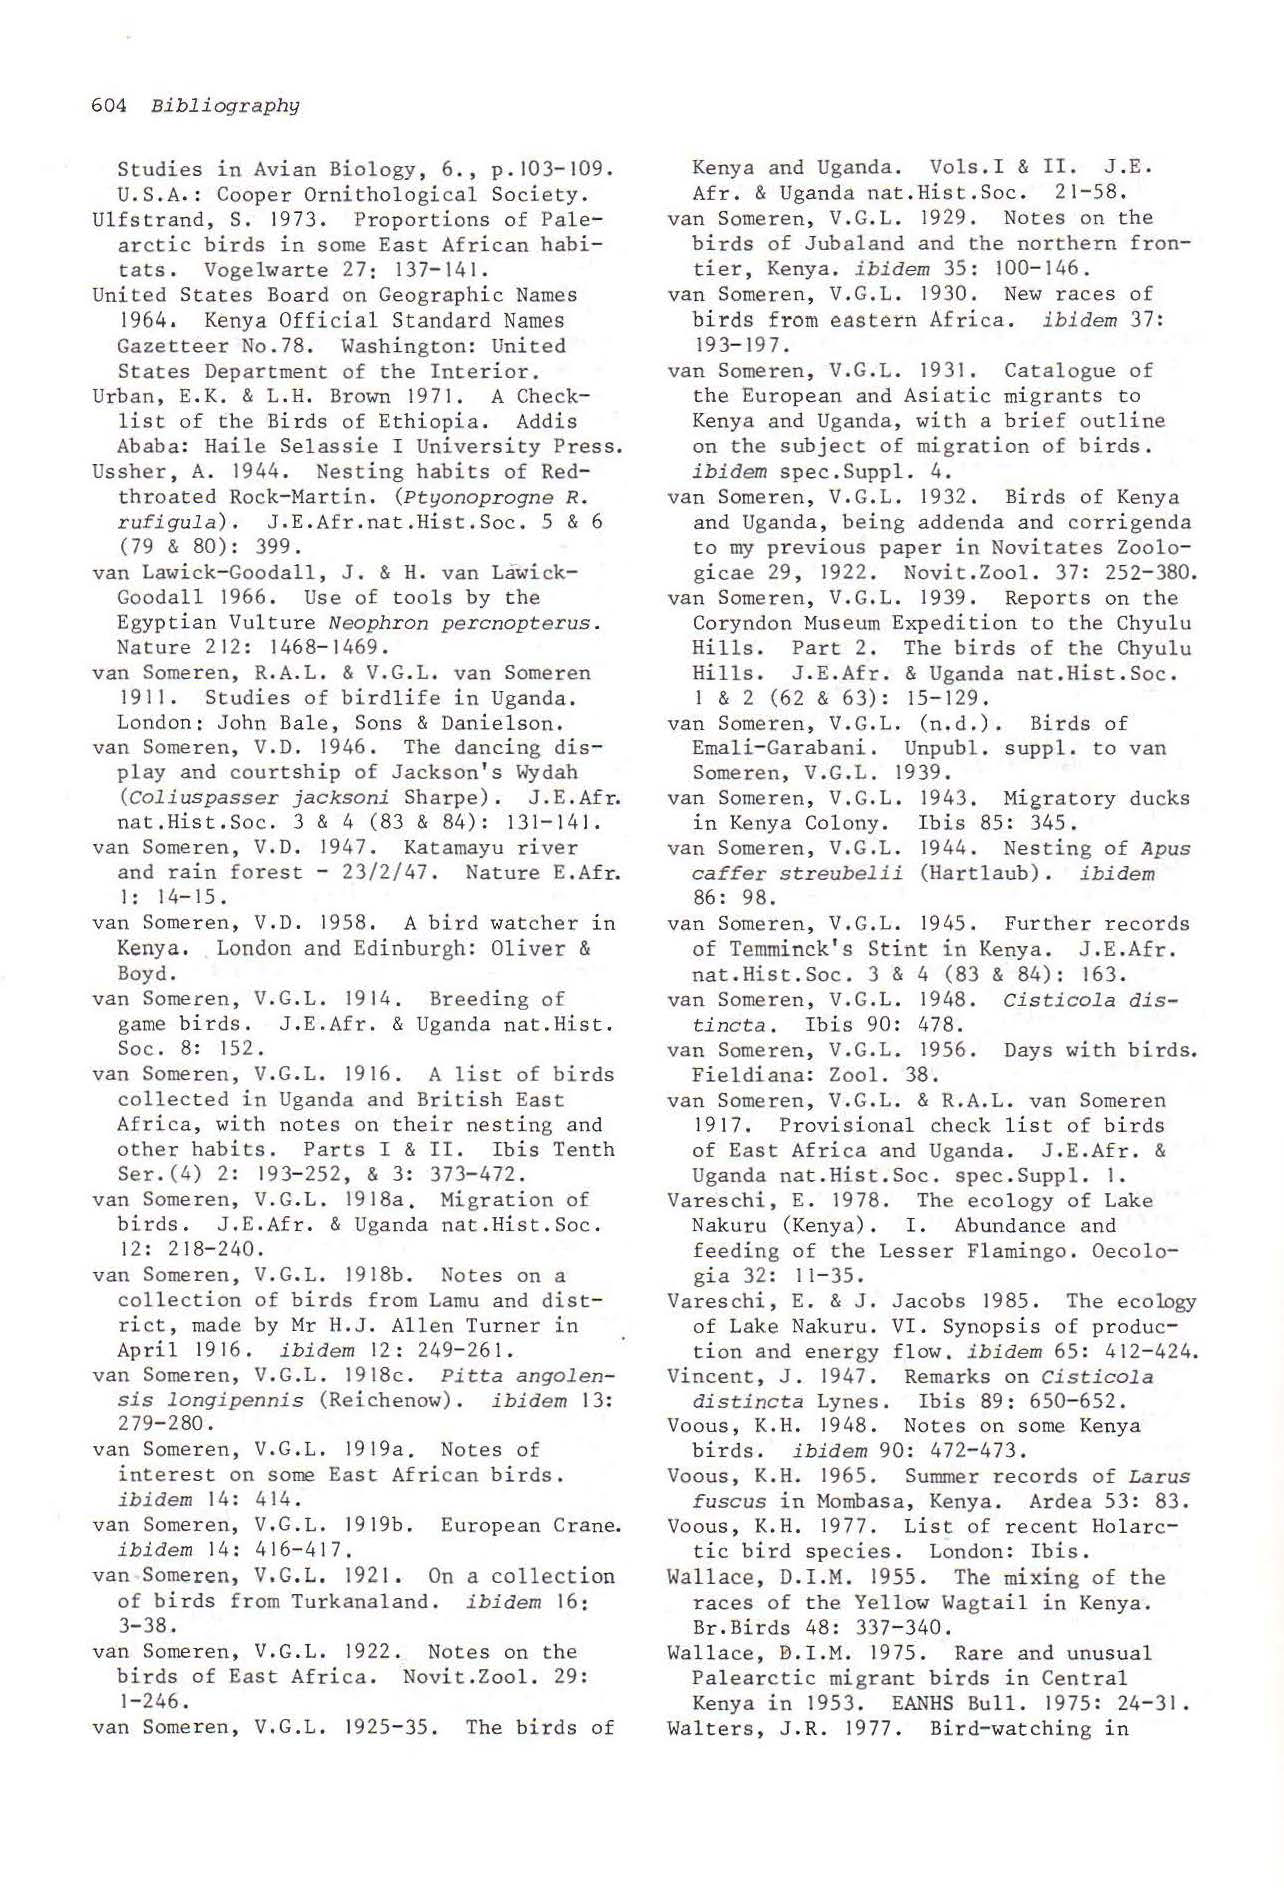 604 Bibliography
Studies in Avian Biology, 6., p.103-109.
U.S.A.: Cooper Ornithological Society.
Ulfstrand, S. 1973. Proportions of Pale-
arctic birds in some East African habi-
tats. Vogelwarte 27: 137-141.
United States Board on Geographic Names
1964. Kenya Official Standard Names
Gazetteer No.78. Washington: United
States Department of the Interior.
Urban, E.K. & L.H. Brown 1971. A Check-
list of the Birds of Ethiopia. Addis
Ababa: Haile Selassie I University Press.
Ussher, A. 1944. Nesting habits of Red-
throated Rock-Martin. (Ptyonoprogne R.
rufigula). J.E.Afr.nat.Hist.Soc. 5 & 6
(79 & 80): 399.
van Lawick-Goodall, J. & H. van Lawick-
Goodall 1966. Use of tools by the
Egyptian Vulture Neophron percnopterus.
Nature 212: 1468-1469.
van Someren, R.A.L. & V.G.L. van Someren
1911. Studies of birdlife in Uganda.
London: John Bale, Sons & Danielson.
van Someren, V.D. 1946. The dancing dis-
play and courtship of Jackson's Wydah
(Coliuspasser jacksoni Sharpe). J.E.Afr.
nat.Hist.Soc. 3 & 4 (83 & 84): 131-141.
van Someren, V.D. 1947. Katamayu river
and rain forest - 23/2/47. Nature E.Afr.
1: 14-15.
van Someren, V.D. 1958. A bird watcher in
Kenya. London and Edinburgh: Oliver &
Boyd.
van Someren, V.G.L. 1914. Breeding of
game birds. J.E.Afr. & Uganda nat.Hist.
Soc. 8: 152.
van Someren, V.G.L. 1916. A list of birds
collected in Uganda and British East
Africa, with notes on their nesting and
other habits. Parts I & II. Ibis Tenth
Ser.(4) 2: 193-252, & 3: 373-472.
van Someren, V.G.L. 1918a. Migration of
birds. J.E.Afr. & Uganda nat.Hist.Soc.
12: 218-240.
van Someren, V.G.L. 1918b. Notes on a
collection of birds from Lamu and dist-
rict, made by Mr H.J. Allen Turner in
April 1916. ibidem 12: 249-261.
van Someren, V.G.L. 1918c. Pitta angolen-
sis longipennis (Reichenow). ibidem 13:
279-280.
van Someren, V.G.L. 1919a. Notes of
interest on some East African birds.
ibidem 14: 414.
van Someren, V.G.L. 1919b. European Crane.
ibidem 14: 416-417.
van Someren, V.G.L. 1921. On a collection
of birds from Turkanaland. ibidem 16:
3-38.
van Someren, V.G.L. 1922. Notes on the
birds of East Africa. Novit.Zool. 29:
1-246.
van Someren, V.G.L. 1925-35. The birds of
Kenya and Uganda. Vols.I & II. J.E.
Afr. & Uganda nat.Hist.Soc. 21-58.
van Someren, V.G.L. 1929. Notes on the
birds of Jubaland and the northern fron-
tier, Kenya. ibidem 35: 100-146.
van Someren, V.G.L. 1930. New races of
birds from eastern Africa. ibidem 37:
193-197.
van Someren, V.G.L. 1931. Catalogue of
the European and Asiatic migrants to
Kenya and Uganda, with a brief outline
on the subject of migration of birds.
ibidem spec.Suppl. 4.
van Someren, V.G.L. 1932. Birds of Kenya
and Uganda, being addenda and corrigenda
to my previous paper in Novitates Zoolo-
gicae 29, 1922. Novit.Zool. 37: 252-380.
van Someren, V.G.L. 1939. Reports on the
Coryndon Museum Expedition to the Chyulu
Hills. Part 2. The birds of the Chyulu
Hills. J.E.Afr. & Uganda nat.Hist.Soc.
1 & 2 (62 & 63): 15-129.
van Someren, V.G.L. (n.d.). Birds of
Emali-Garabani. Unpubl. suppl. to van
Someren, V.G.L. 1939.
van Someren, V.G.L. 1943. Migratory ducks
in Kenya Colony. Ibis 85: 345.
van Someren, V.G.L. 1944. Nesting of Apus
caffer streubelii (Hartlaub). ibidem
86: 98.
van Someren, V.G.L. 1945. Further records
of Temminck's Stint in Kenya. J.E.Afr.
nat.Hist.Soc. 3 & 4 (83 & 84): 163.
van Someren, V.G.L. 1948. Cisticola dis-
tincta. Ibis 90: 478.
van Someren, V.G.L. 1956. Days with birds.
Fieldiana: Zool. 38.
van Someren, V.G.L. & R.A.L. van Someren
1917. Provisional check list of birds
of East Africa and Uganda. J.E.Afr. &
Uganda nat.Hist.Soc. spec.Suppl. 1.
Vareschi, E. 1978. The ecology of Lake
Nakuru (Kenya). I. Abundance and
feeding of the Lesser Flamingo. Oecolo-
gia 32: 11-35.
Vareschi, E. & J. Jacobs 1985. The ecology
of Lake Nakuru. VI. Synopsis of produc-
tion and energy flow. ibidem 65: 412-424.
Vincent, J. 1947. Remarks on Cisticola
distincta Lynes. Ibis 89: 650-652.
Voous, K.H. 1948. Notes on some Kenya
birds. ibidem 90: 472-473.
Voous, K.H. 1965. Summer records of Larus
fuscus in Mombasa, Kenya. Ardea 53: 83.
Voous, K.H. 1977. List of recent Holarc-
tic bird species. London: Ibis.
Wallace, D.I.M. 1955. The mixing of the
races of the Yellow Wagtail in Kenya.
Br.Birds 48: 337-340.
Wallace, D.I.M. 1975. Rare and unusual
Palearctic migrant birds in Central
Kenya in 1953. EANHS Bull. 1975: 24-31.
Walters, J.R. 1977. Bird-watching in